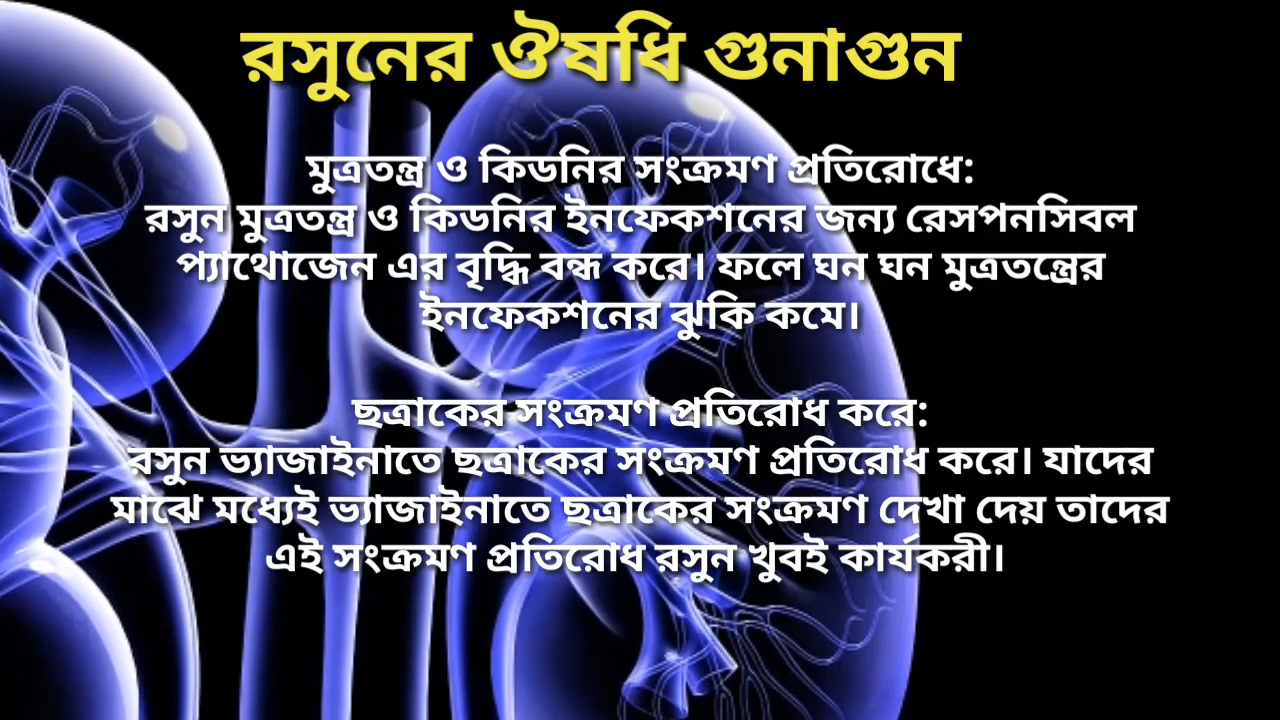 রসুনের ঔষধি গুনাগুন
মুত্রতন্ত্র ও কিডনির সংক্রমণ প্রতিরোধে:
রসুন মুত্রতন্ত্র ও কিডনির ইনফেকশনের জন্য রেসপনসিবল
প্যাথোজেন এর বৃদ্ধি বন্ধ করে। ফলে ঘন ঘন মুত্রতন্ত্রের
ইনফেকশনের ঝুকি কমে।
ছত্রাকের সংক্রমণ প্রতিরোধ করে:
রসুন ভ্যাজাইনাতে ছত্রাকের সংক্রমণ প্রতিরোধ করে। যাদের
মাঝে মধ্যেই ভ্যাজাইনাতে ছত্রাকের সংক্রমণ দেখা দেয় তাদের
এই সংক্রমণ প্রতিরোধ রসুন খুবই কার্যকরী।